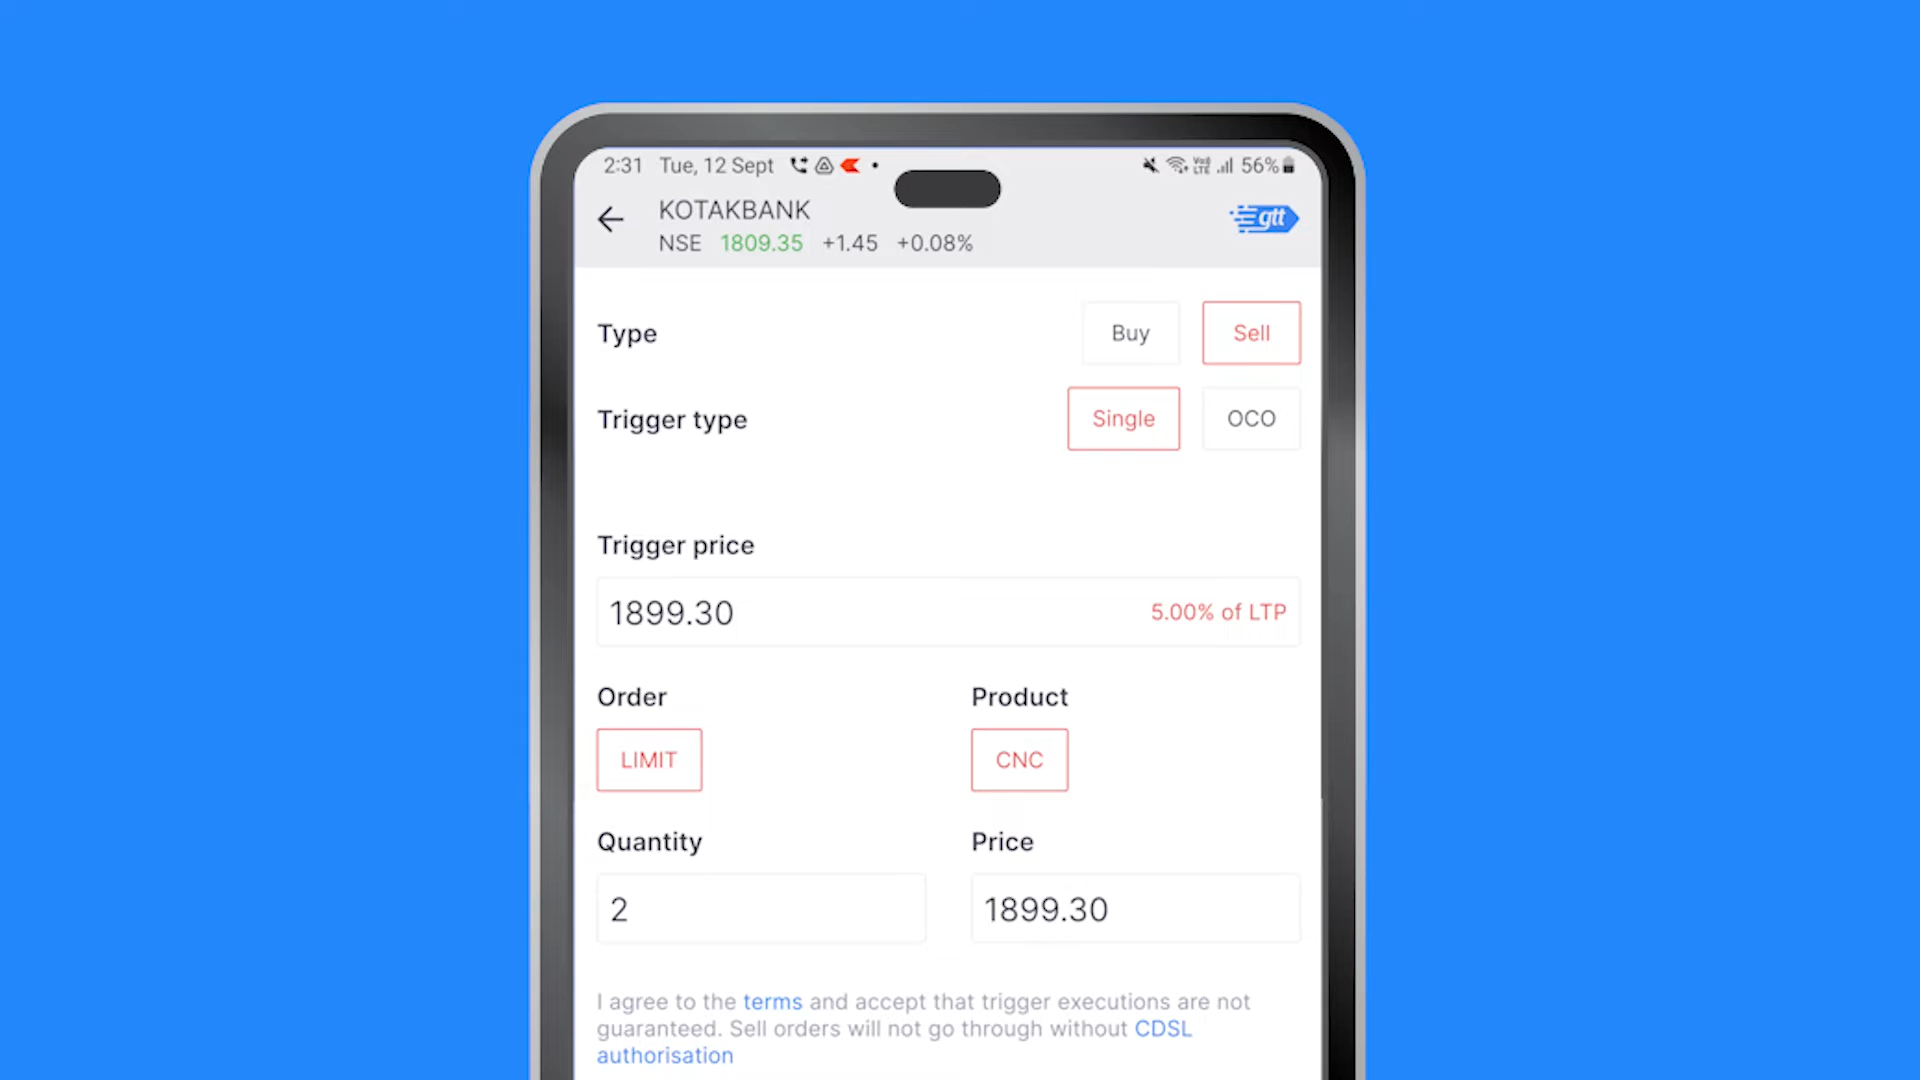 2:31 Tue, 12 Sept VoO LTE 56%
KOTAKBANK
gtt
NSE 1809.35 +1.45 +0.08%
Type Buy Sell
Trigger type Single OCO
Trigger price
1899.30 5.00% of LTP
Order Product
LIMIT CNC
Quantity Price
2 1899.30
I agree to the terms and accept that trigger executions are not
guaranteed. Sell orders will not go through without CDSL
authorisation